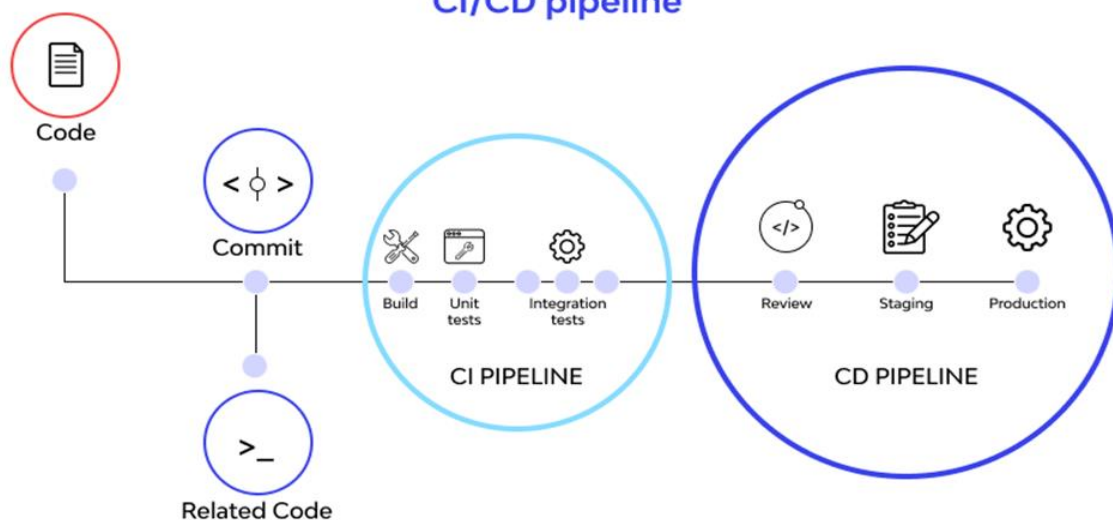 CI/CD pipeline
Code
< >
Commit
</>
Build
Unit
tests
Integration
tests
Review
Staging
Production
CI PIPELINE
CD PIPELINE
>_
Related Code